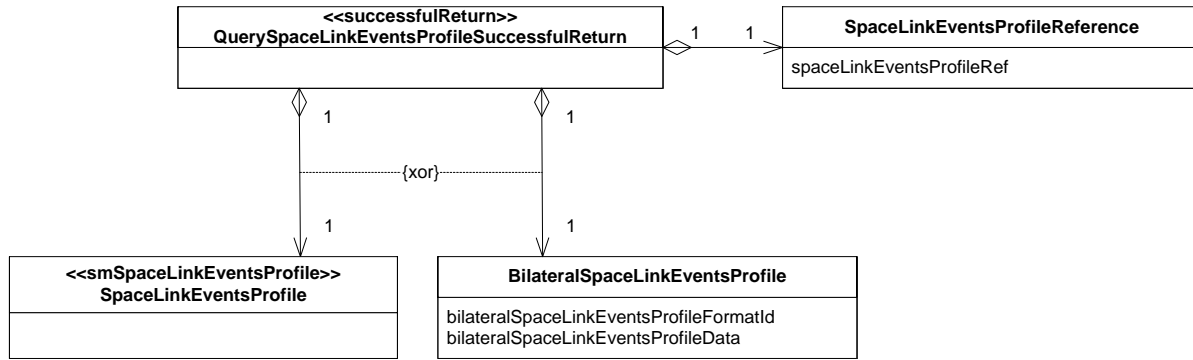 <<successfulReturn>>
QuerySpaceLinkEventsProfileSuccessfulReturn
SpaceLinkEventsProfileReference
spaceLinkEventsProfileRef
1
1
1
1
{xor}
1
1
<<smSpaceLinkEventsProfile>>
SpaceLinkEventsProfile
BilateralSpaceLinkEventsProfile
bilateralSpaceLinkEventsProfileFormatId
bilateralSpaceLinkEventsProfileData